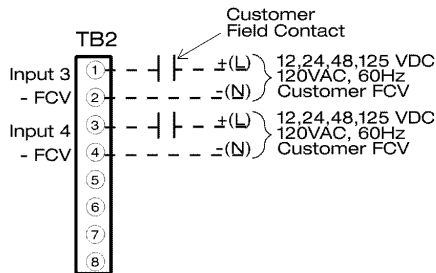 Customer
Field Contact
TB2
Input 3 1 +(L) 12,24,48,125 VDC
120VAC, 60Hz
- FCV 2 -(N) Customer FCV
Input 4 3 +(L) 12,24,48,125 VDC
120VAC, 60Hz
- FCV 4 -(N) Customer FCV
5
6
7
8